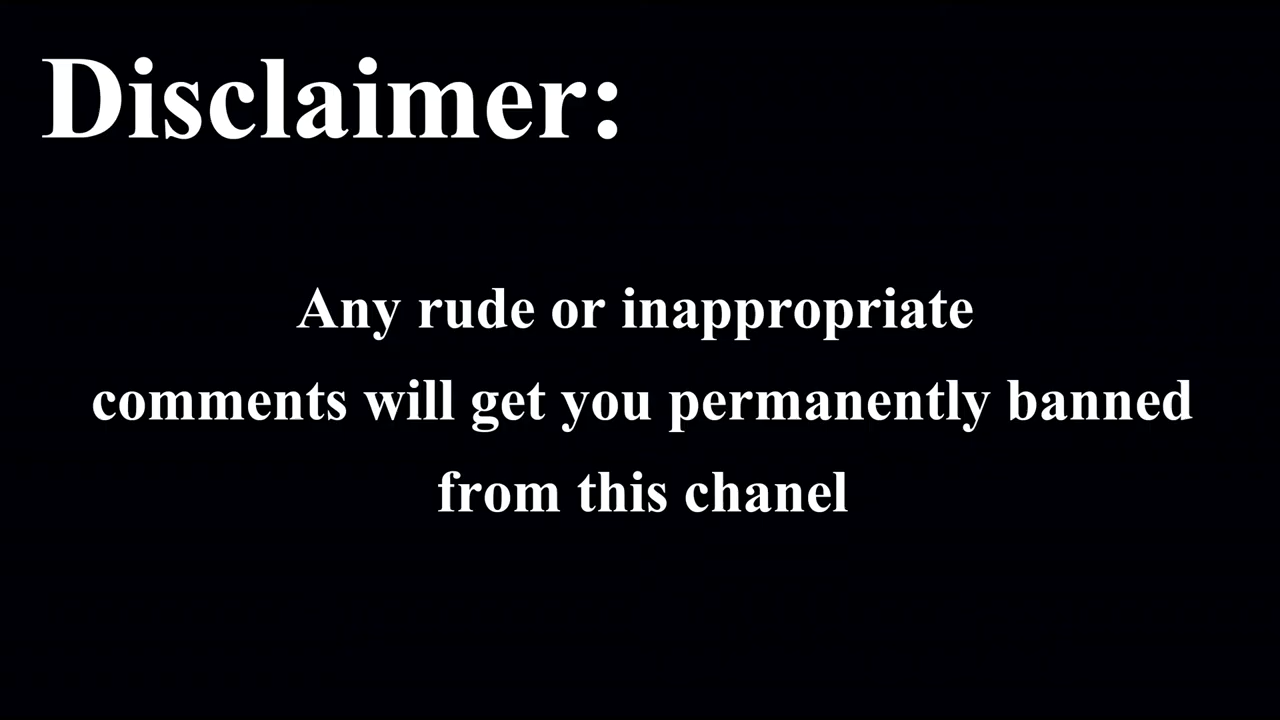 Disclaimer:
Any rude or inappropriate
comments will get you permanently banned
from this chanel